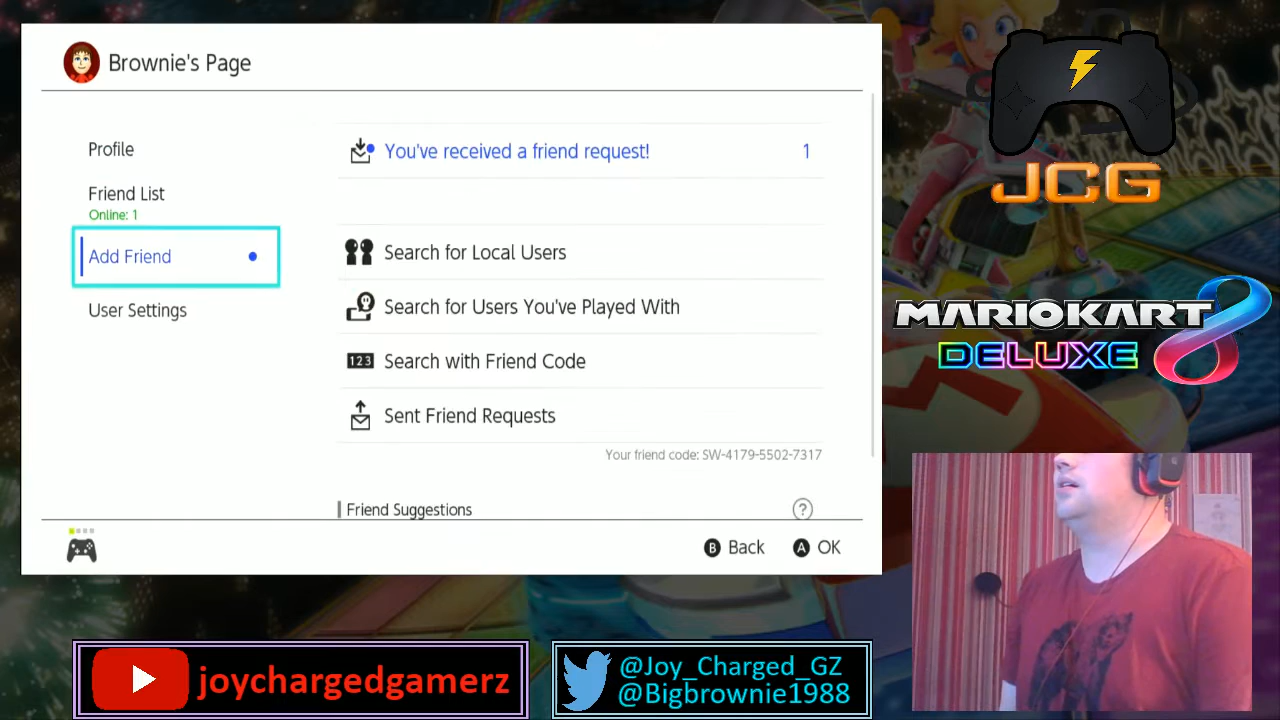 Brownie's Page
Profile
Friend List
Online: 1
Add Friend
User Settings
You've received a friend request! 1
Search for Local Users
Search for Users You've Played With
123 Search with Friend Code
Sent Friend Requests
Your friend code: SW-4179-5502-7317
Friend Suggestions ?
B Back A OK
JCG
MARIOKART 8
DELUXE
joychargedgamerz
@Joy_Charged_GZ
@Bigbrownie1988